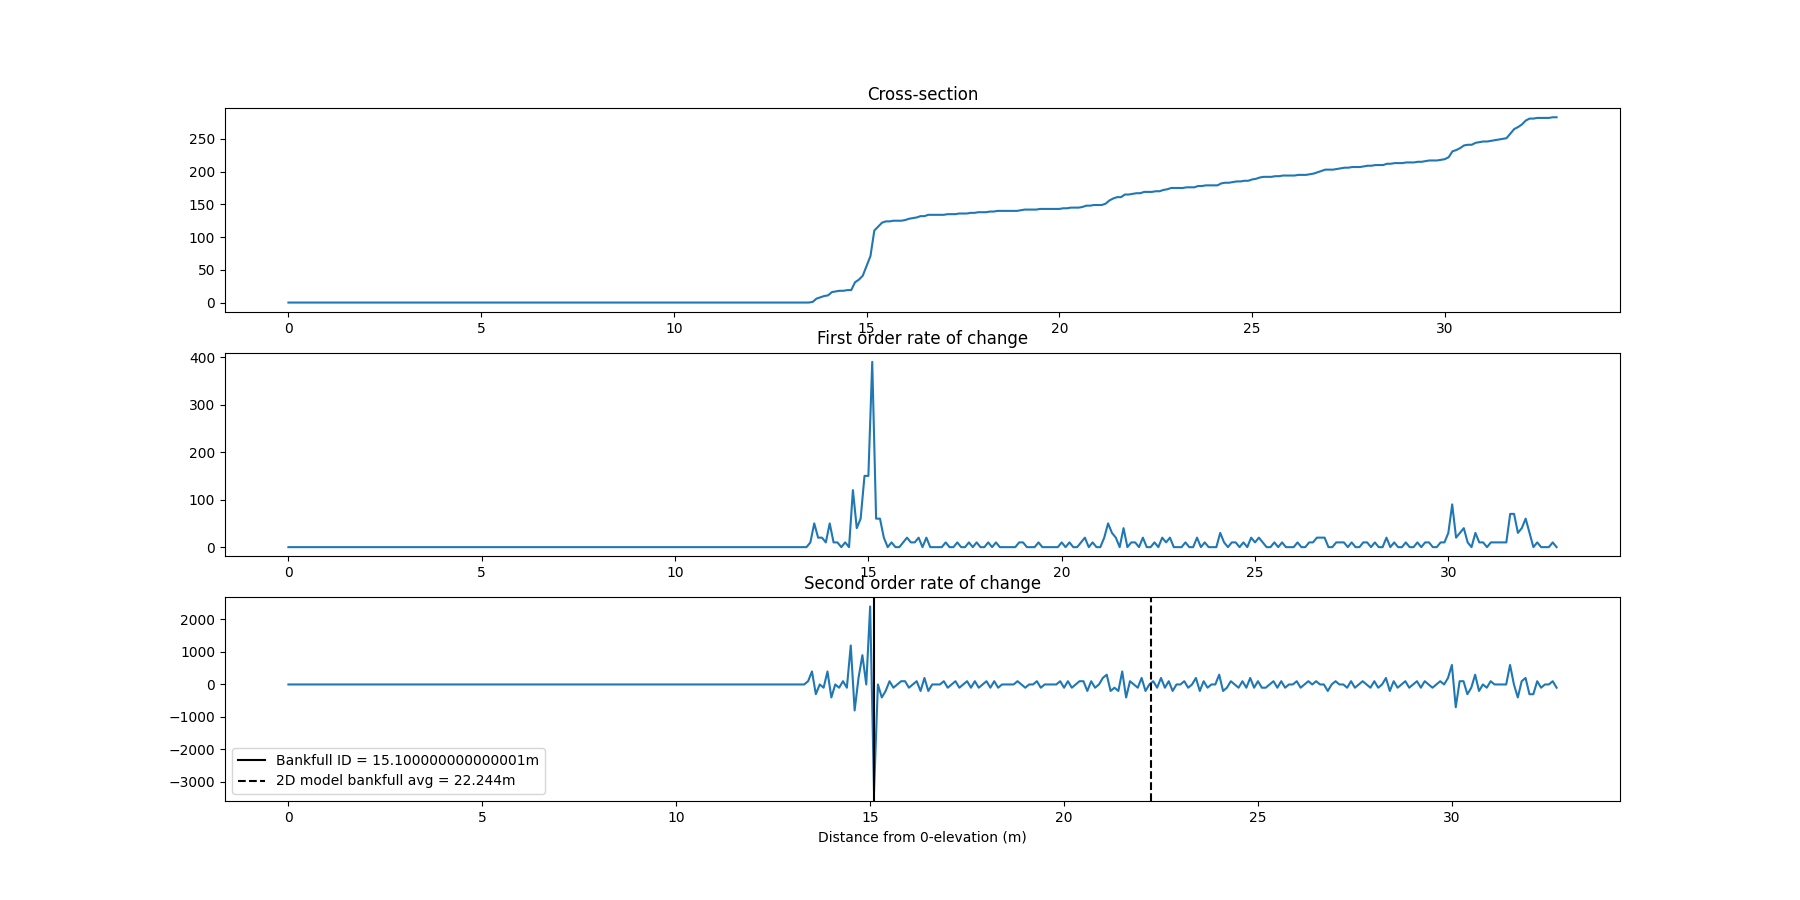 Cross-section
250
200
150
100
50
0
0 5 10 15 20 25 30
First order rate of change
400
300
200
100
0
0 5 10 15 20 25 30
Second order rate of change
2000
1000
0
−1000
−2000
−3000
Bankfull ID = 15.100000000000001m
2D model bankfull avg = 22.244m
0 5 10 15 20 25 30
Distance from 0-elevation (m)